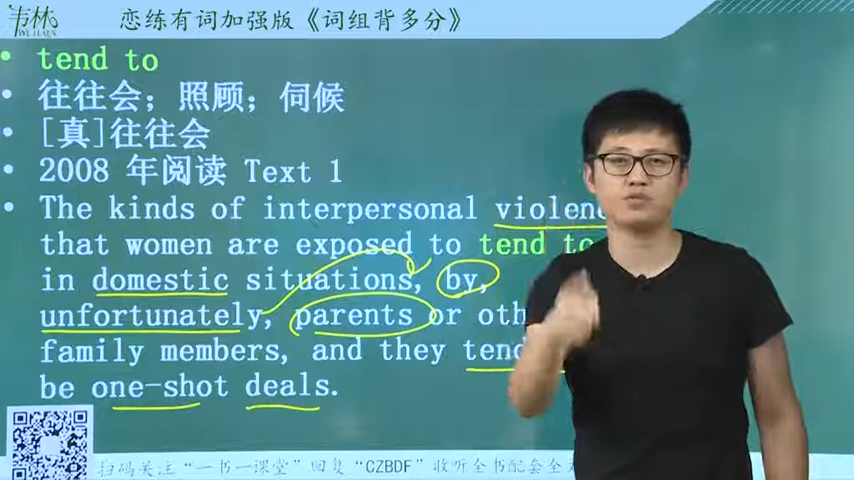 韦林
WE LEARN
恋练有词加强版《词组背多分》
• tend to
• 往往会；照顾；伺候
• [真]往往会
• 2008 年阅读 Text 1
• The kinds of interpersonal violen
that women are exposed to tend to
in domestic situations, by,
unfortunately, parents or oth
family members, and they tend
be one-shot deals.
扫码关注“一书一课堂”回复“CZBDF”收听全书配套全